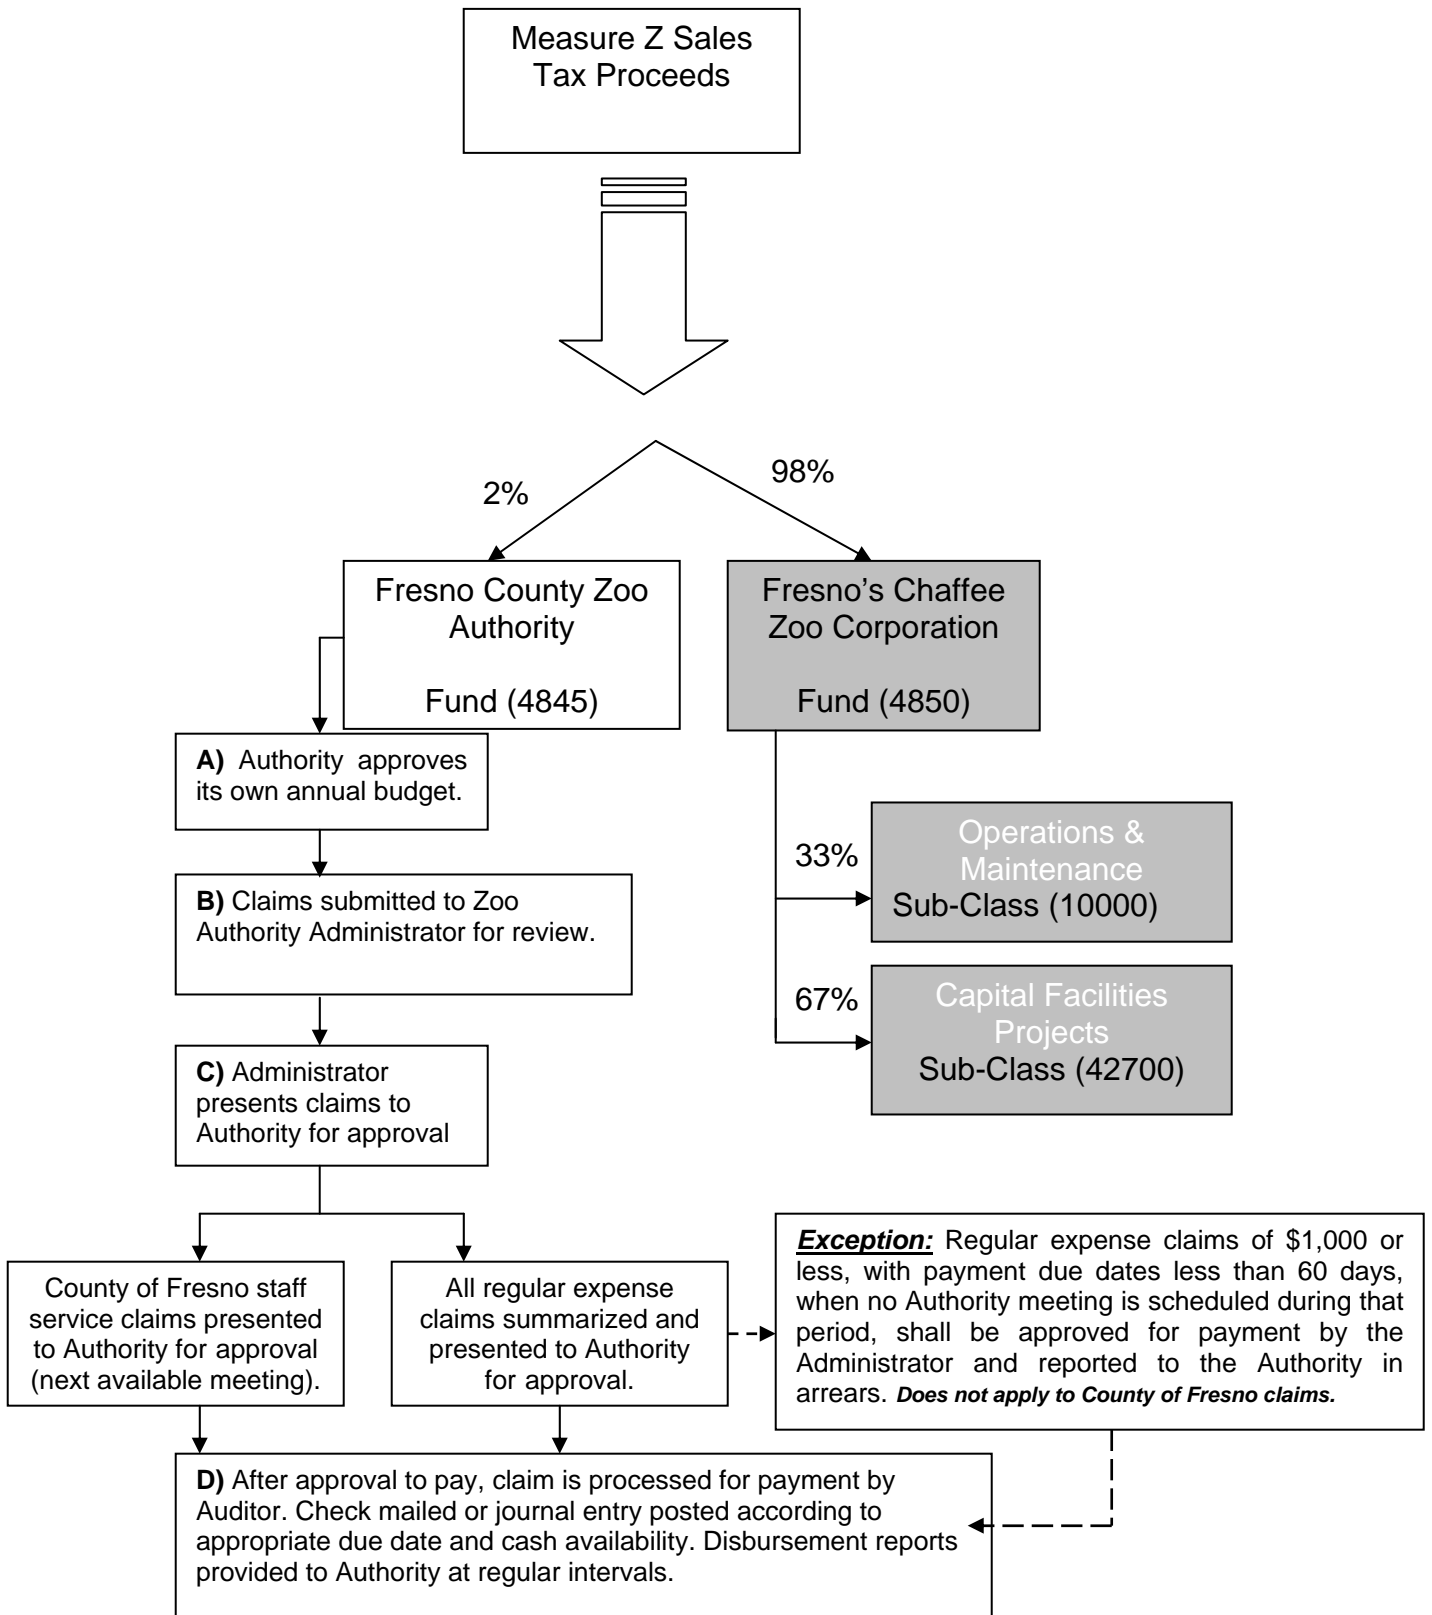 Measure Z Sales
Tax Proceeds
2%
98%
Fresno County Zoo
Authority
Fund (4845)
Fresno’s Chaffee
Zoo Corporation
Fund (4850)
A) Authority approves
its own annual budget.
33%
Operations &
Maintenance
Sub-Class (10000)
B) Claims submitted to Zoo
Authority Administrator for review.
67%
Capital Facilities
Projects
Sub-Class (42700)
C) Administrator
presents claims to
Authority for approval
County of Fresno staff
service claims presented
to Authority for approval
(next available meeting).
All regular expense
claims summarized and
presented to Authority
for approval.
Exception: Regular expense claims of $1,000 or
less, with payment due dates less than 60 days,
when no Authority meeting is scheduled during that
period, shall be approved for payment by the
Administrator and reported to the Authority in
arrears. Does not apply to County of Fresno claims.
D) After approval to pay, claim is processed for payment by
Auditor. Check mailed or journal entry posted according to
appropriate due date and cash availability. Disbursement reports
provided to Authority at regular intervals.